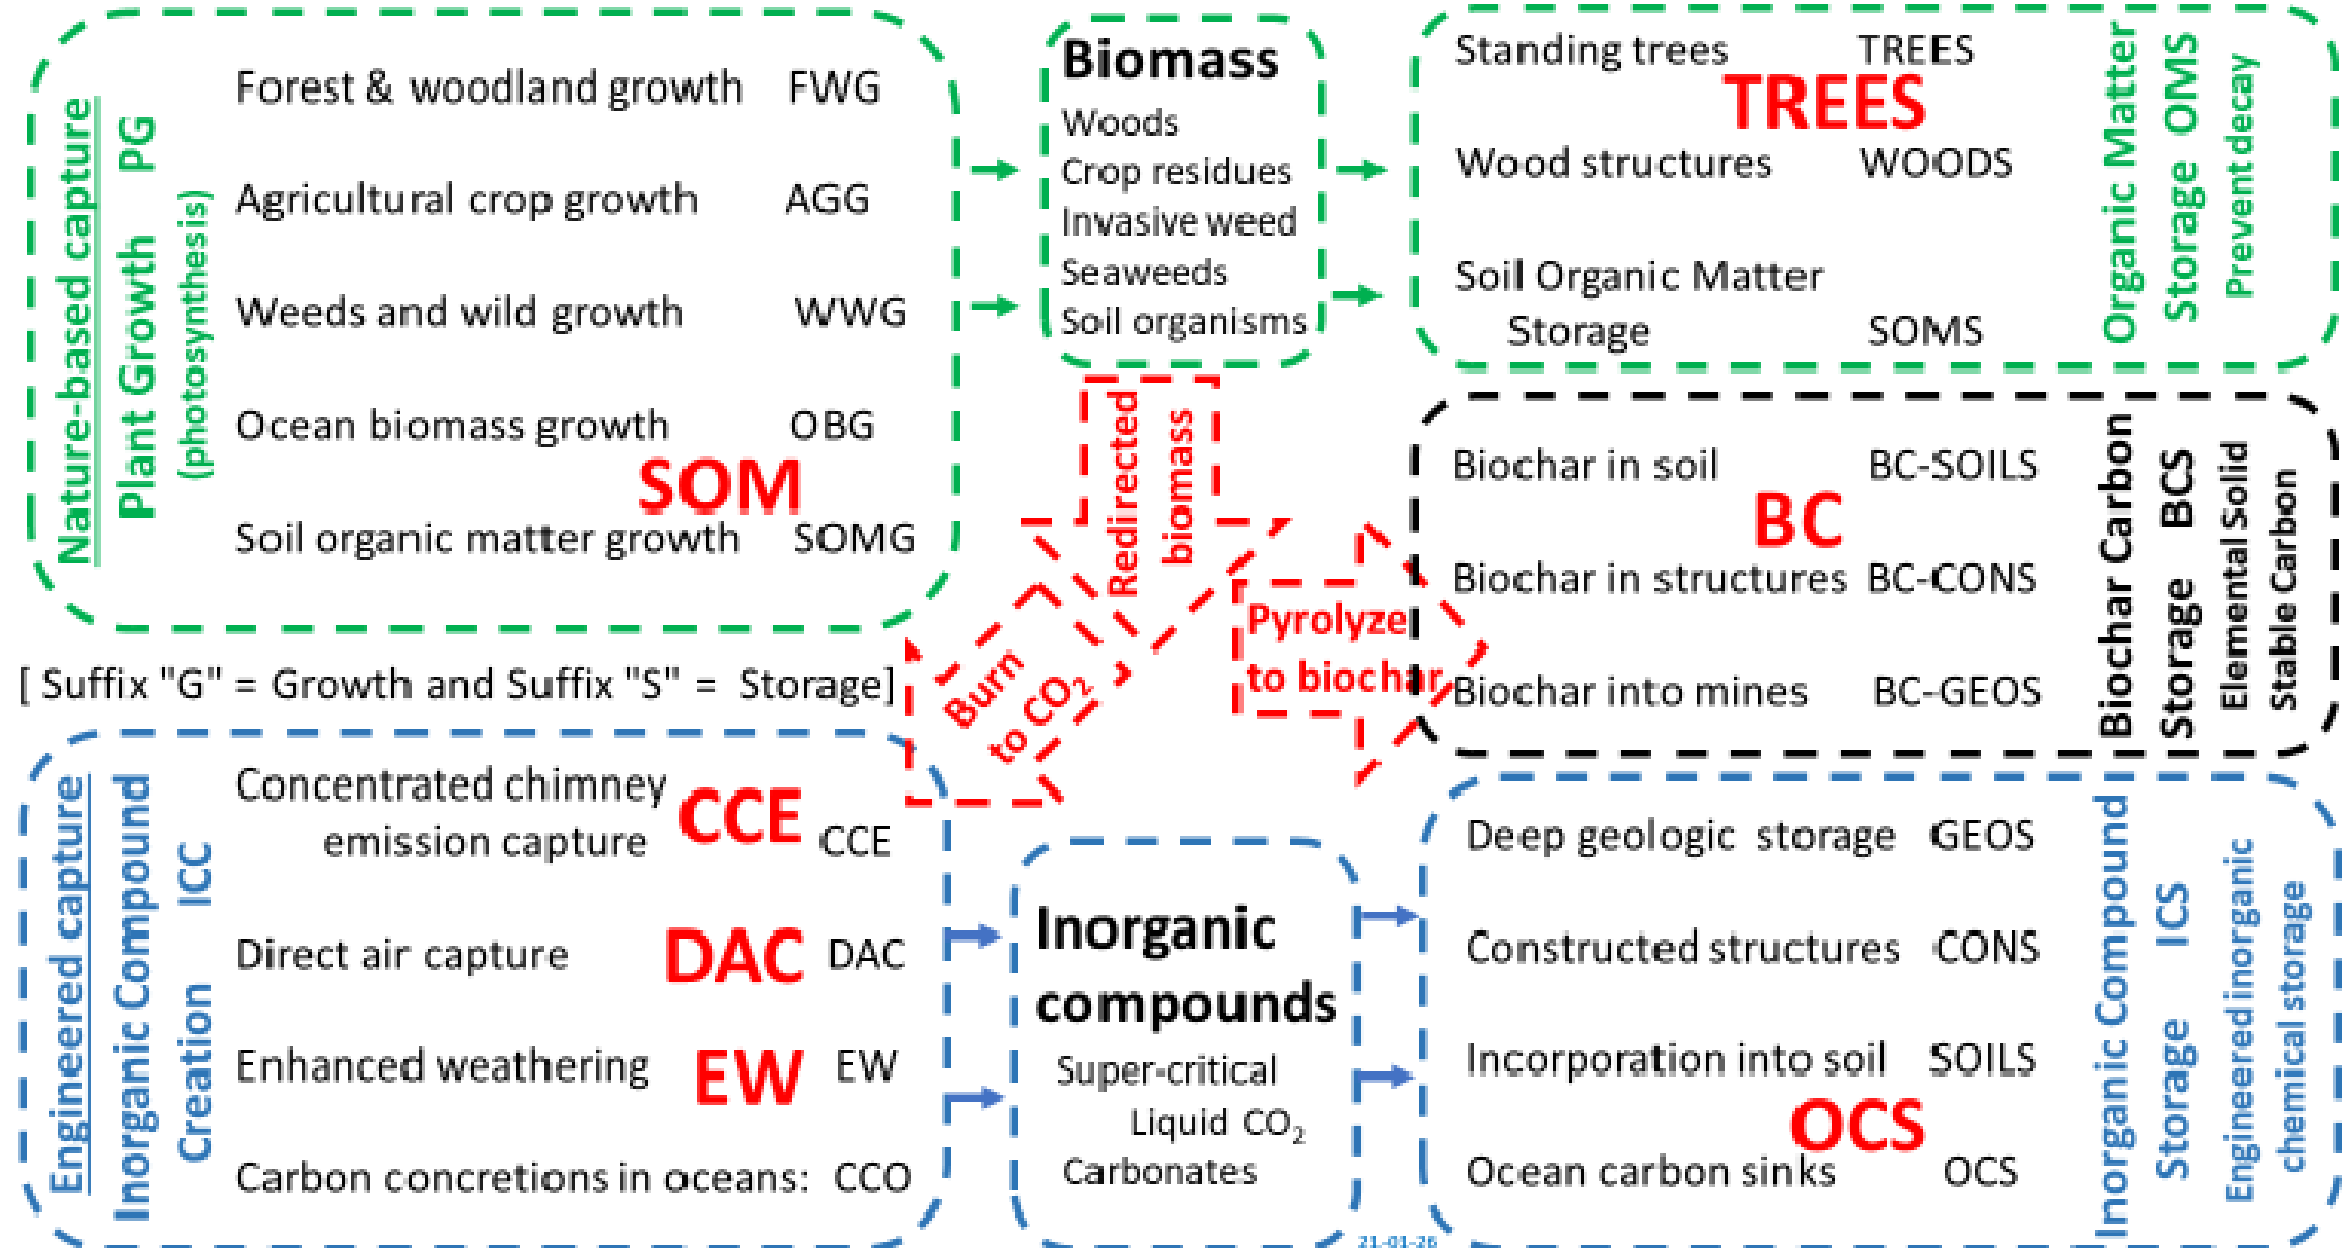 Nature-based capture
Plant Growth PG
(photosynthesis)
Forest & woodland growth FWG
Agricultural crop growth AGG
Weeds and wild growth WWG
Ocean biomass growth OBG
SOM
Soil organic matter growth SOMG
Biomass
Woods
Crop residues
Invasive weed
Seaweeds
Soil organisms
Standing trees TREES
TREES
Wood structures WOODS
Soil Organic Matter
Storage SOMS
Organic Matter
Storage OMS
Prevent decay
Redirected
biomass
Burn
to CO₂
Pyrolyze
to biochar
Biochar in soil BC-SOILS
BC
Biochar in structures BC-CONS
Biochar into mines BC-GEOS
Biochar Carbon
Storage BCS
Elemental Solid
Stable Carbon
[ Suffix "G" = Growth and Suffix "S" = Storage]
Engineered capture
Inorganic Compound
Creation ICC
Concentrated chimney
emission capture CCE CCE
Direct air capture DAC DAC
Enhanced weathering EW EW
Carbon concretions in oceans: CCO
Inorganic
compounds
Super-critical
Liquid CO₂
Carbonates
Deep geologic storage GEOS
Constructed structures CONS
Incorporation into soil SOILS
OCS
Ocean carbon sinks OCS
Inorganic Compound
Storage ICS
Engineered inorganic
chemical storage
21-01-26